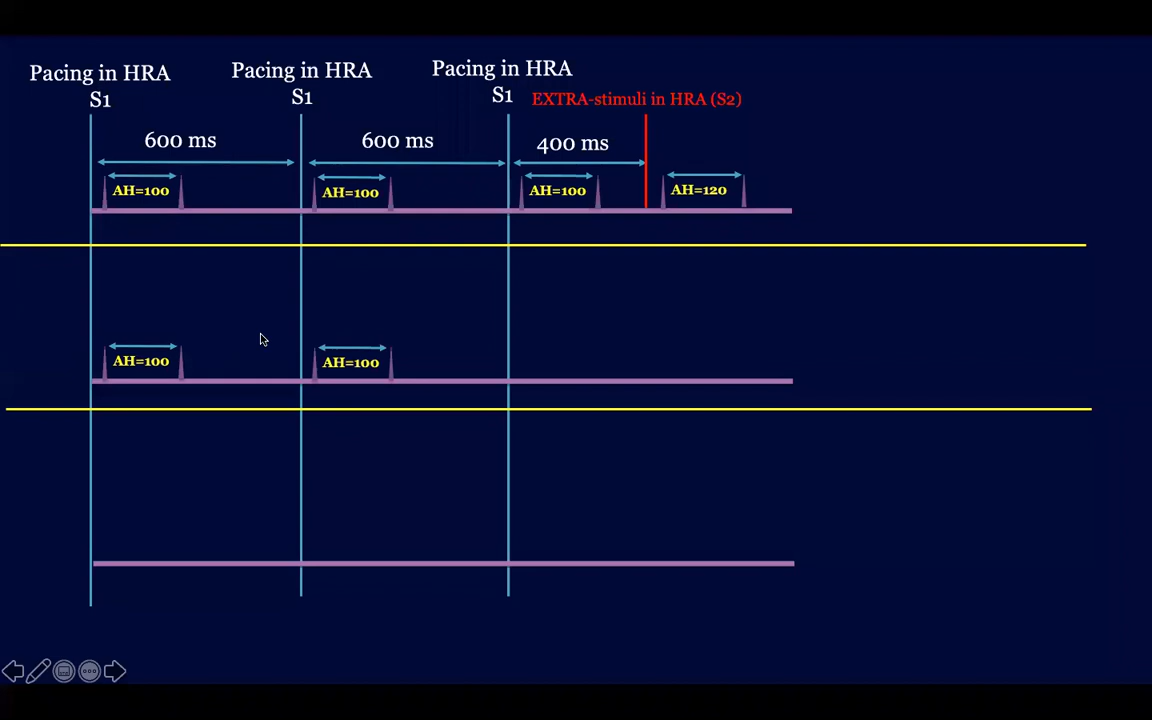 Pacing in HRA
S1
Pacing in HRA
S1
Pacing in HRA
S1
EXTRA-stimuli in HRA (S2)
600 ms
600 ms
400 ms
AH=100
AH=100
AH=100
AH=120
AH=100
AH=100